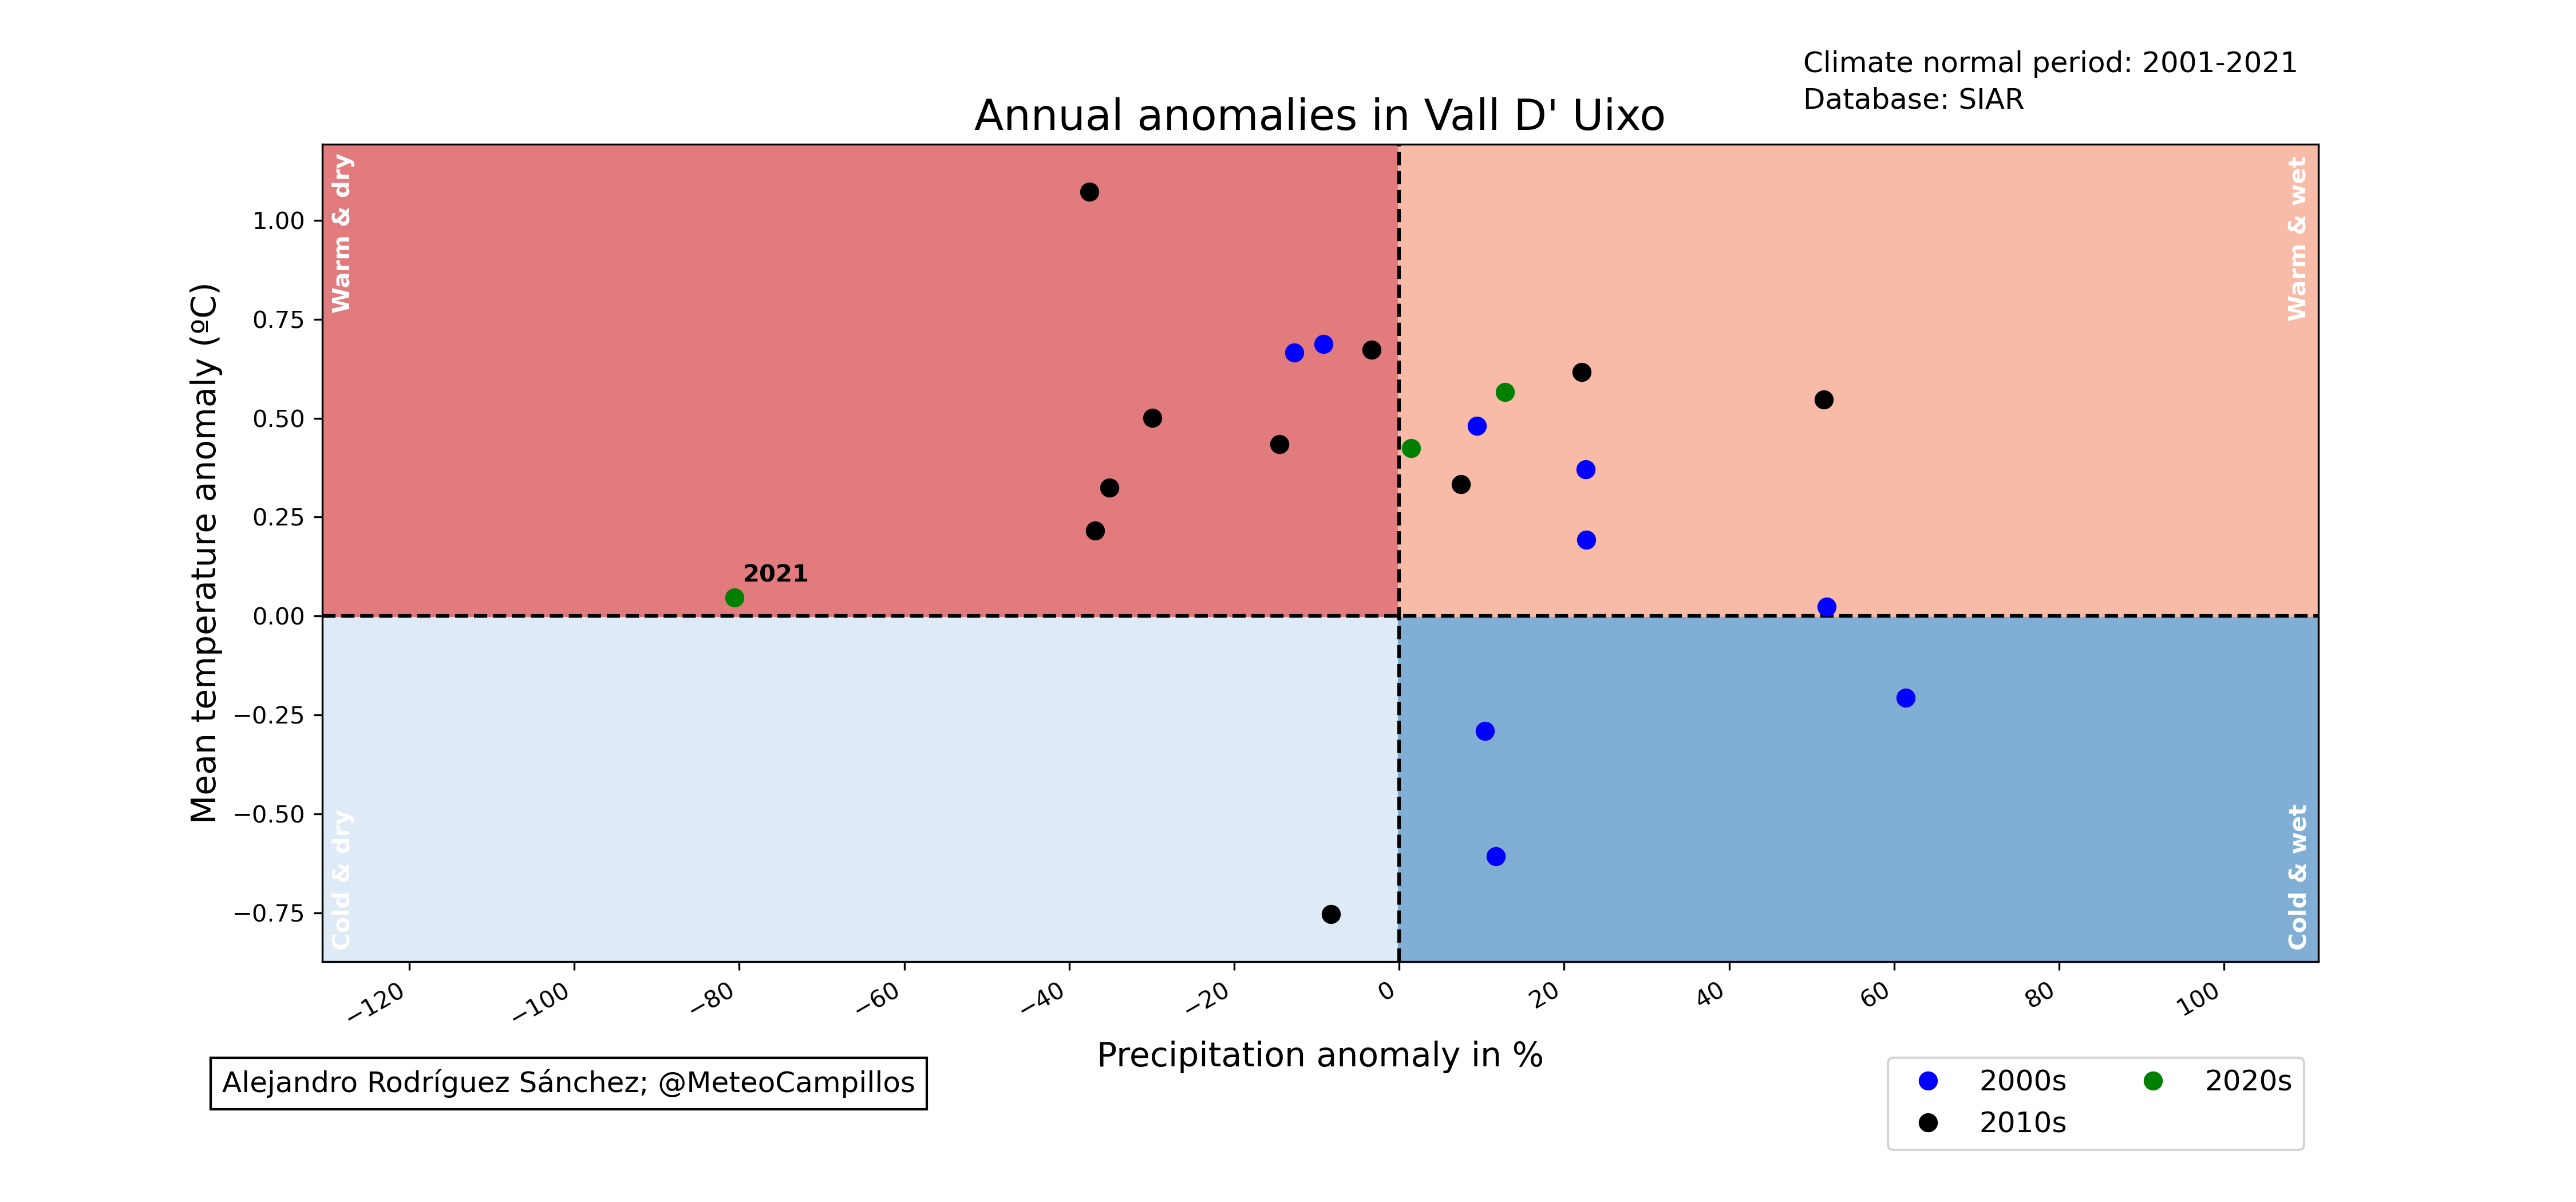 Climate normal period: 2001-2021
Database: SIAR
Annual anomalies in Vall D' Uixo
Warm & dry
Warm & wet
Mean temperature anomaly (ºC)
1.00
0.75
0.50
0.25
0.00
−0.25
−0.50
−0.75
2021
Cold & dry
Cold & wet
−120
−100
−80
−60
−40
−20
0
20
40
60
80
100
Precipitation anomaly in %
Alejandro Rodríguez Sánchez; @MeteoCampillos
2000s
2010s
2020s